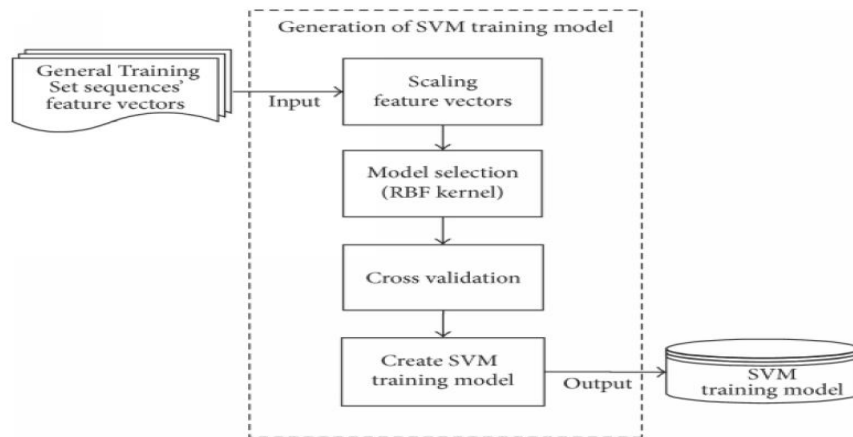 Generation of SVM training model
General Training
Set sequences'
feature vectors
Input
Scaling
feature vectors
Model selection
(RBF kernel)
Cross validation
Create SVM
training model
Output
SVM
training model